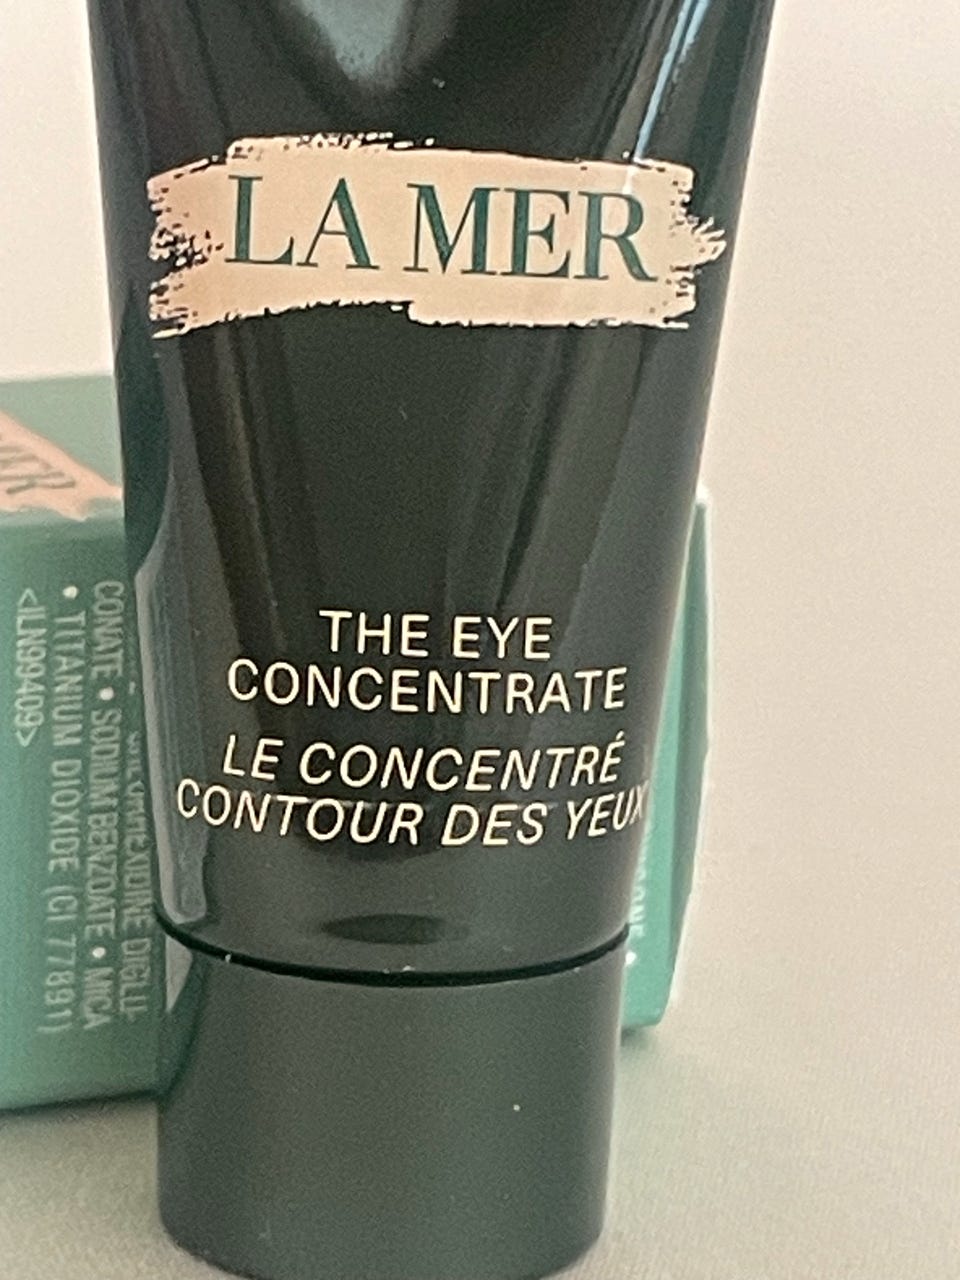 LA MER
THE EYE
CONCENTRATE
LE CONCENTRÉ
CONTOUR DES YEUX
DIGLU-
CONATE • SODIUM BENZOATE • MICA
• TITANIUM DIOXIDE (CI 77891)
<ILN99409>